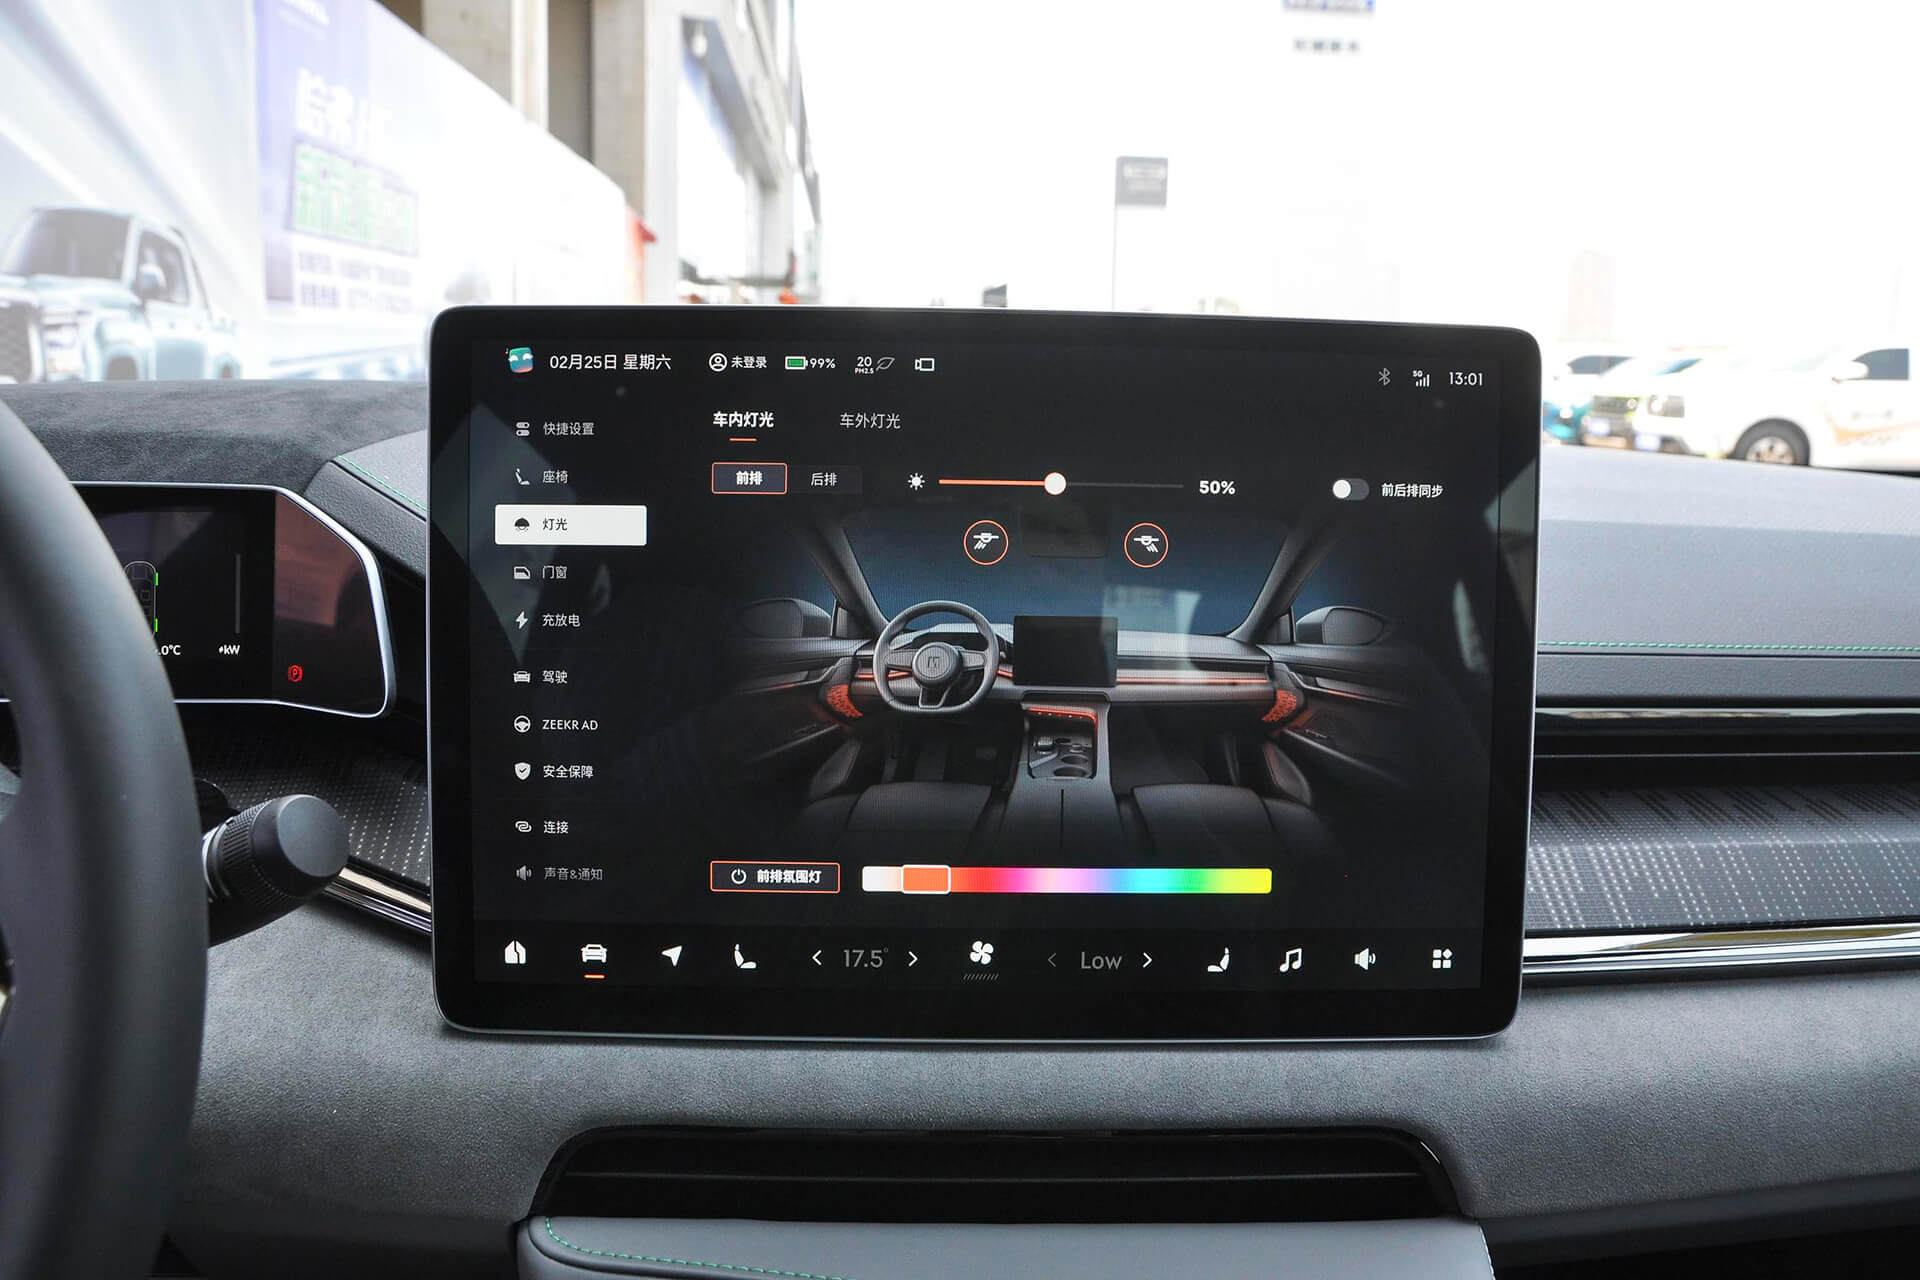 02月25日 星期六
未登录
99%
20
PM2.5
5G
13:01
快捷设置
座椅
灯光
门窗
充放电
驾驶
ZEEKR AD
安全保障
连接
声音&通知
车内灯光
车外灯光
前排
后排
50%
前后排同步
前排氛围灯
17.5°
Low
.0°C
kW
P